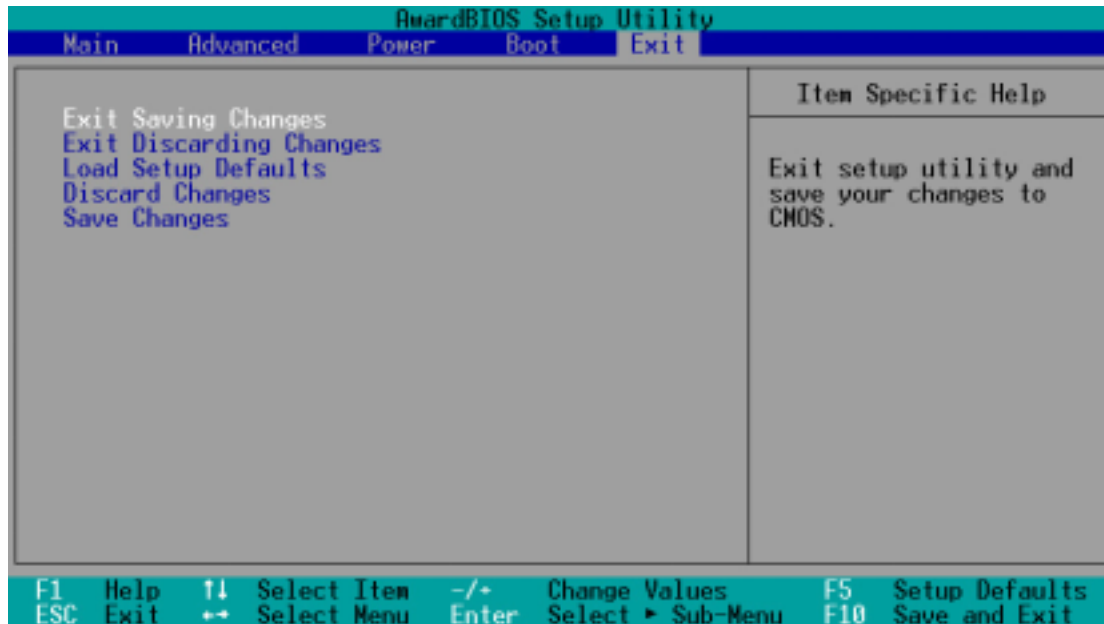 AwardBIOS Setup Utility
Main Advanced Power Boot Exit
Item Specific Help
Exit Saving Changes
Exit Discarding Changes
Load Setup Defaults
Discard Changes
Save Changes
Exit setup utility and
save your changes to
CMOS.
F1 Help ↑↓ Select Item -/+ Change Values F5 Setup Defaults
ESC Exit ←→ Select Menu Enter Select ► Sub-Menu F10 Save and Exit